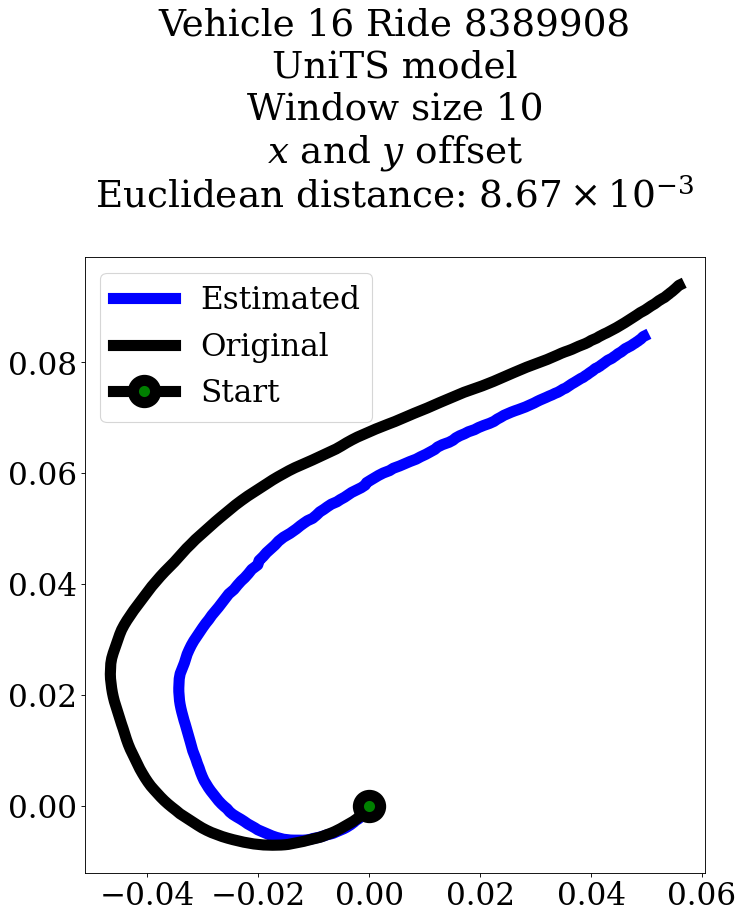 Vehicle 16 Ride 8389908
UniTS model
Window size 10
x and y offset
Euclidean distance: 8.67 × 10⁻³
Estimated
Original
Start
0.08
0.06
0.04
0.02
0.00
−0.04 −0.02 0.00 0.02 0.04 0.06